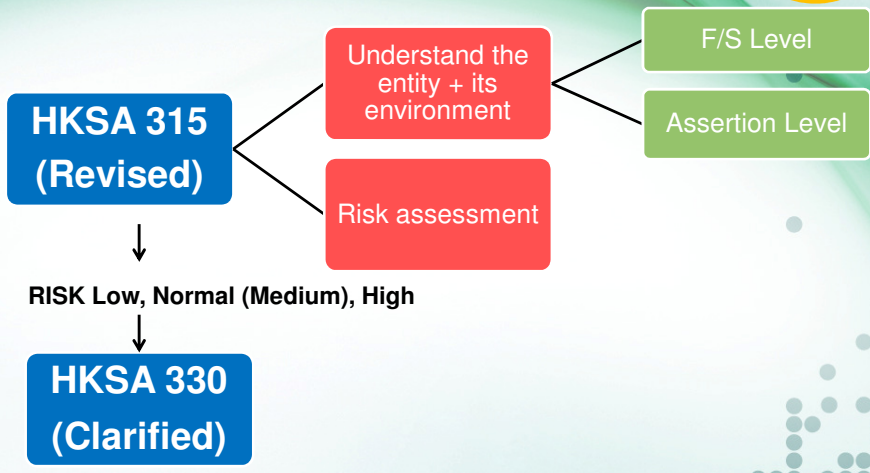 Understand the
entity + its
environment
F/S Level
Assertion Level
HKSA 315
(Revised)
Risk assessment
RISK Low, Normal (Medium), High
HKSA 330
(Clarified)